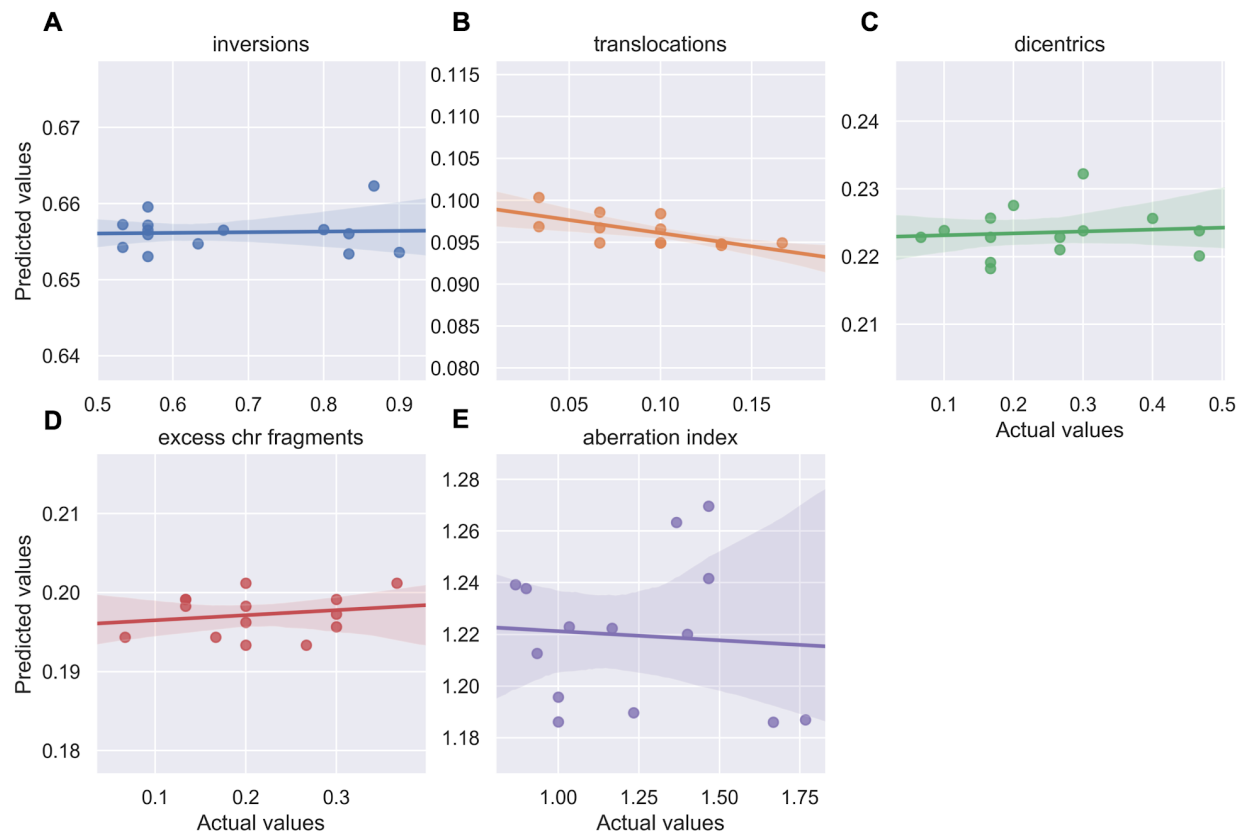 A
inversions
Predicted values
0.67
0.66
0.65
0.64
0.5 0.6 0.7 0.8 0.9
B
translocations
0.115
0.110
0.105
0.100
0.095
0.090
0.085
0.080
0.05 0.10 0.15
C
dicentrics
0.24
0.23
0.22
0.21
0.1 0.2 0.3 0.4 0.5
Actual values
D
excess chr fragments
Predicted values
0.21
0.20
0.19
0.18
0.1 0.2 0.3
Actual values
E
aberration index
1.28
1.26
1.24
1.22
1.20
1.18
1.00 1.25 1.50 1.75
Actual values